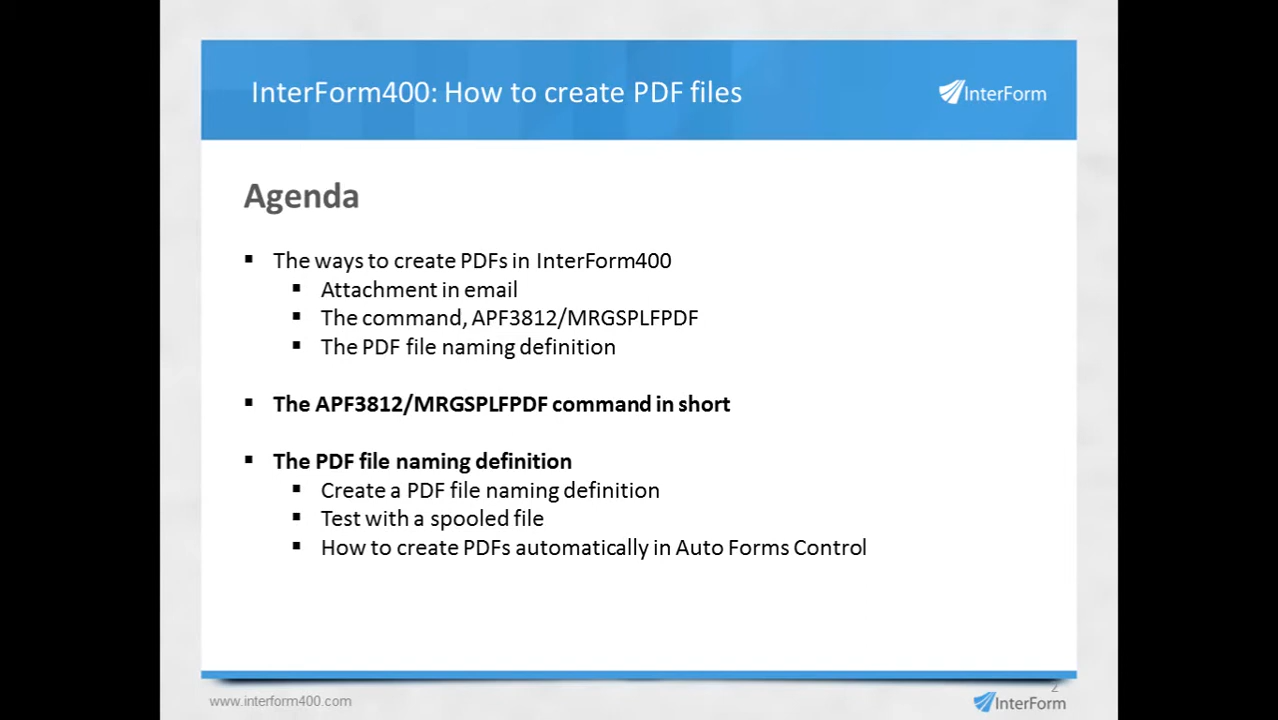 InterForm400: How to create PDF files
InterForm
Agenda
▪ The ways to create PDFs in InterForm400
▪ Attachment in email
▪ The command, APF3812/MRGSPLFPDF
▪ The PDF file naming definition
▪ The APF3812/MRGSPLFPDF command in short
▪ The PDF file naming definition
▪ Create a PDF file naming definition
▪ Test with a spooled file
▪ How to create PDFs automatically in Auto Forms Control
2
www.interform400.com
InterForm